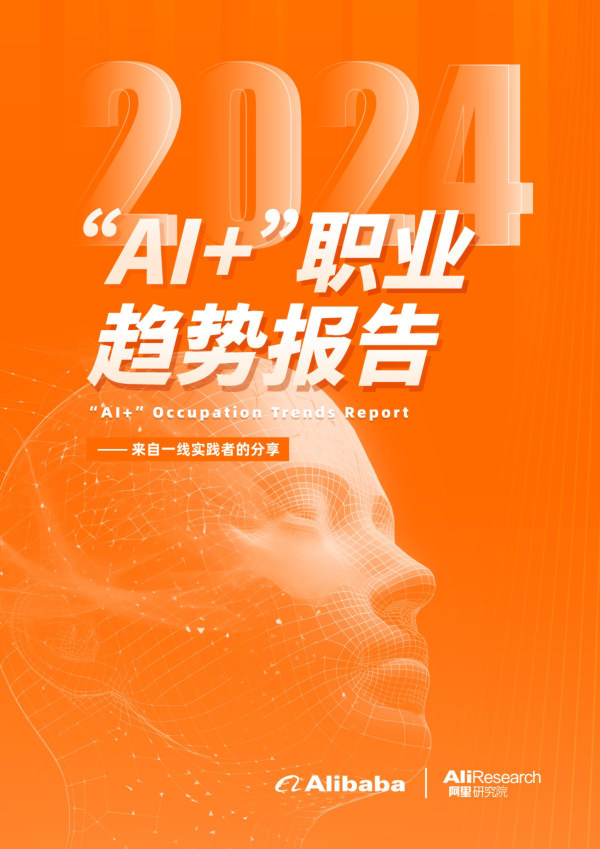 2024
“AI+”职业
趋势报告
“AI+” Occupation Trends Report
—— 来自一线实践者的分享
Alibaba
AliResearch
阿里研究院